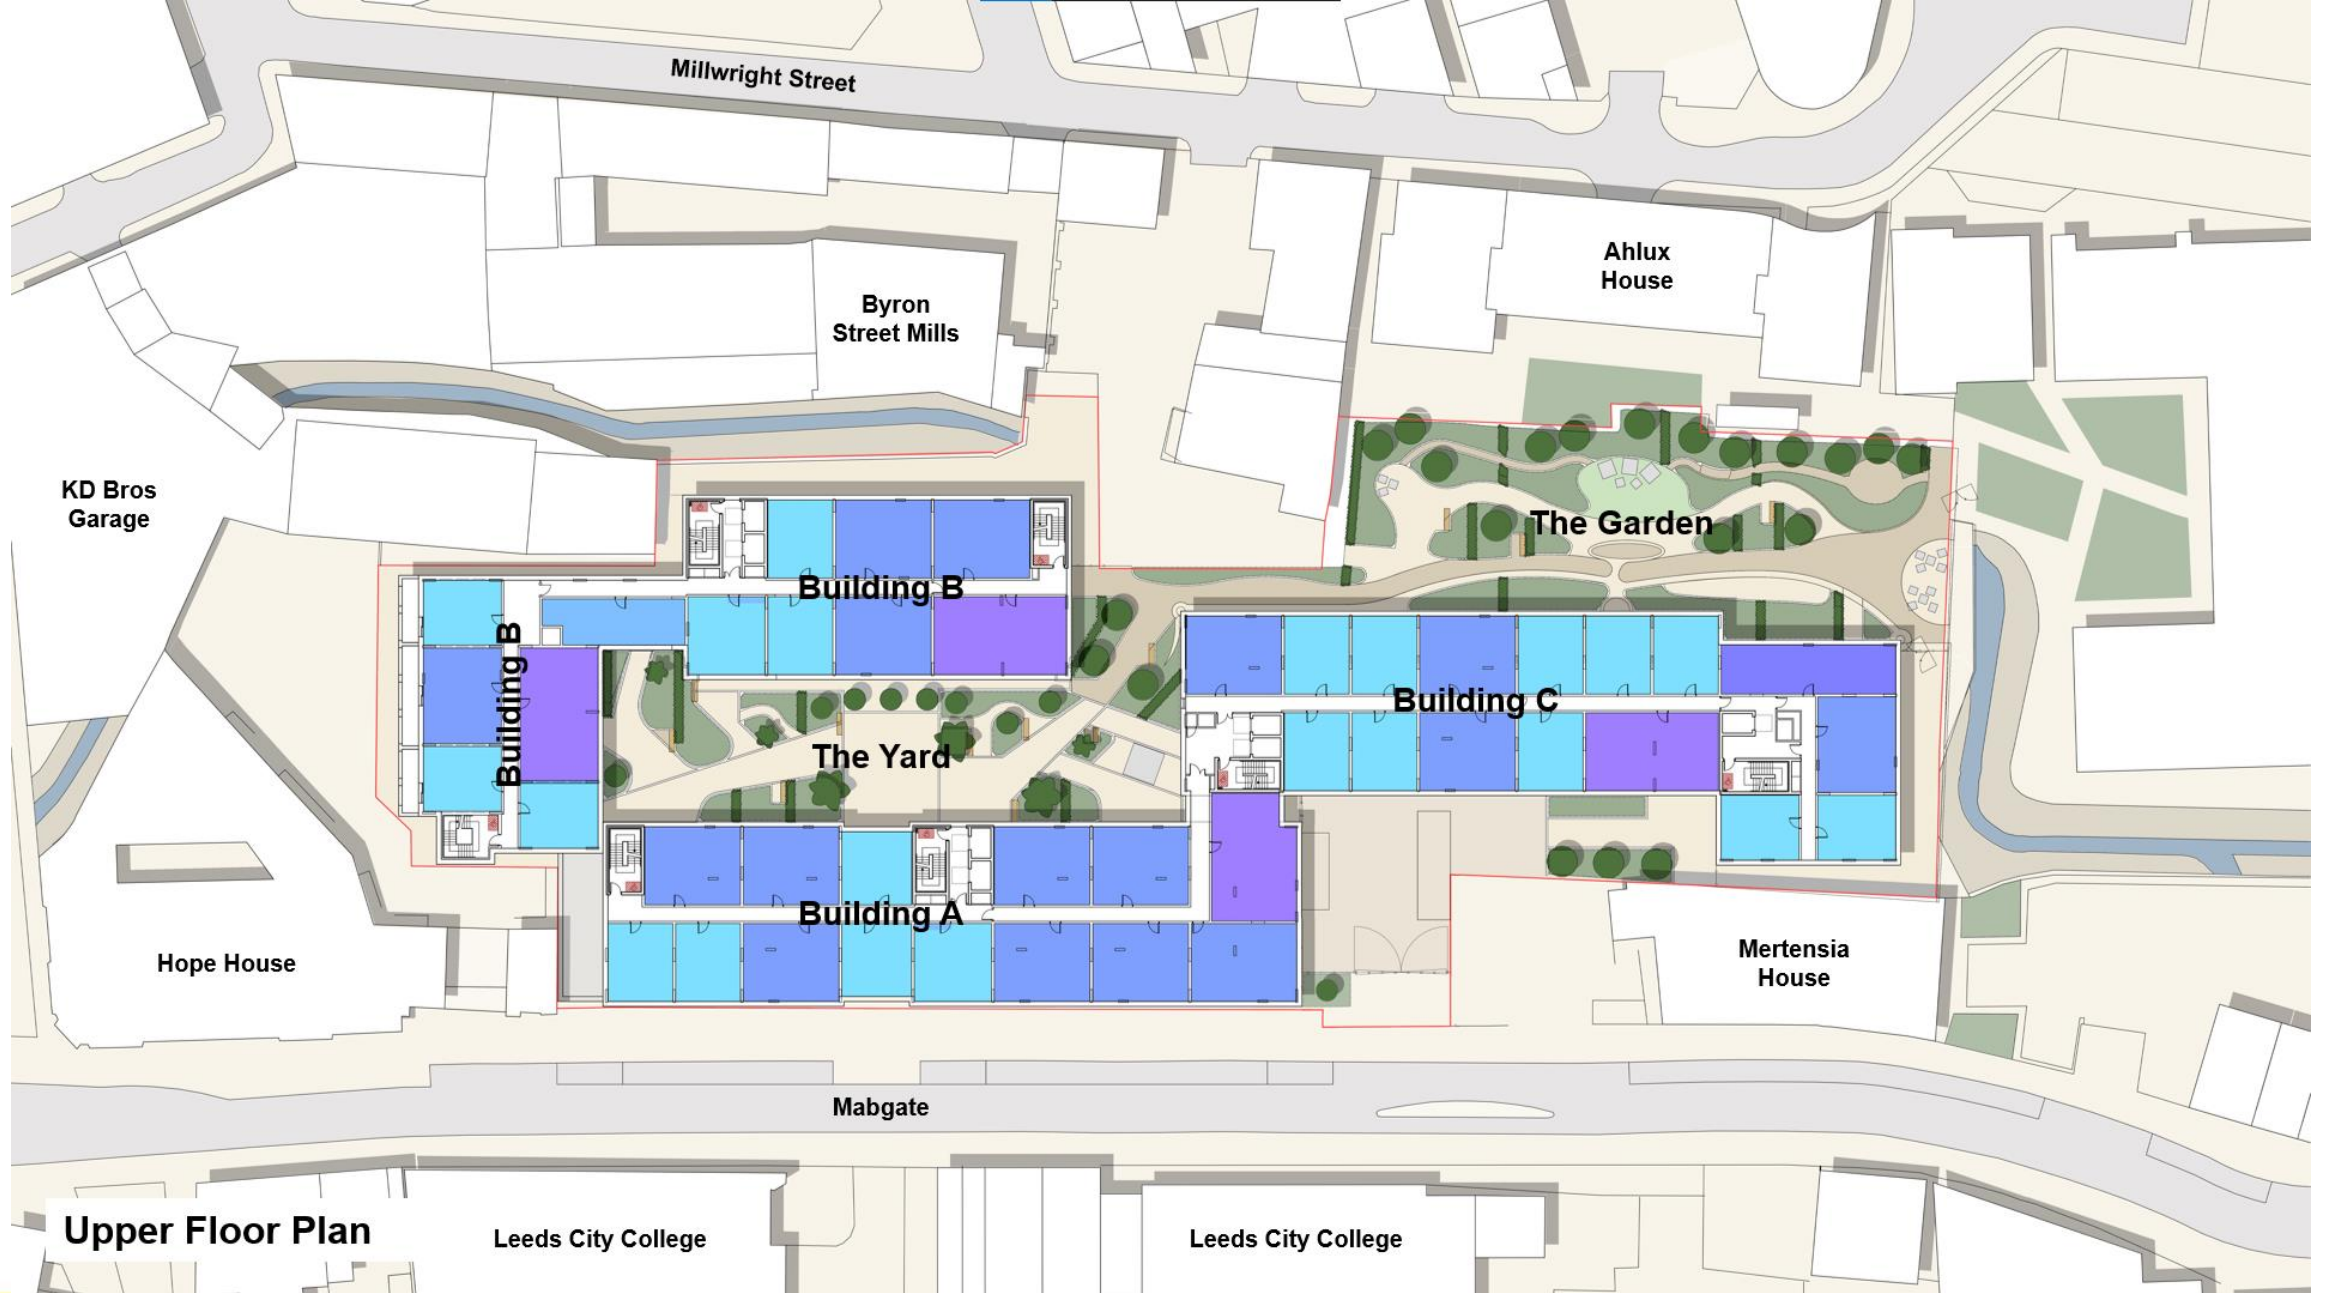 Millwright Street
Ahlux
House
Byron
Street Mills
KD Bros
Garage
The Garden
Building B
Building B
Building C
The Yard
Building A
Hope House
Mertensia
House
Mabgate
Upper Floor Plan
Leeds City College
Leeds City College